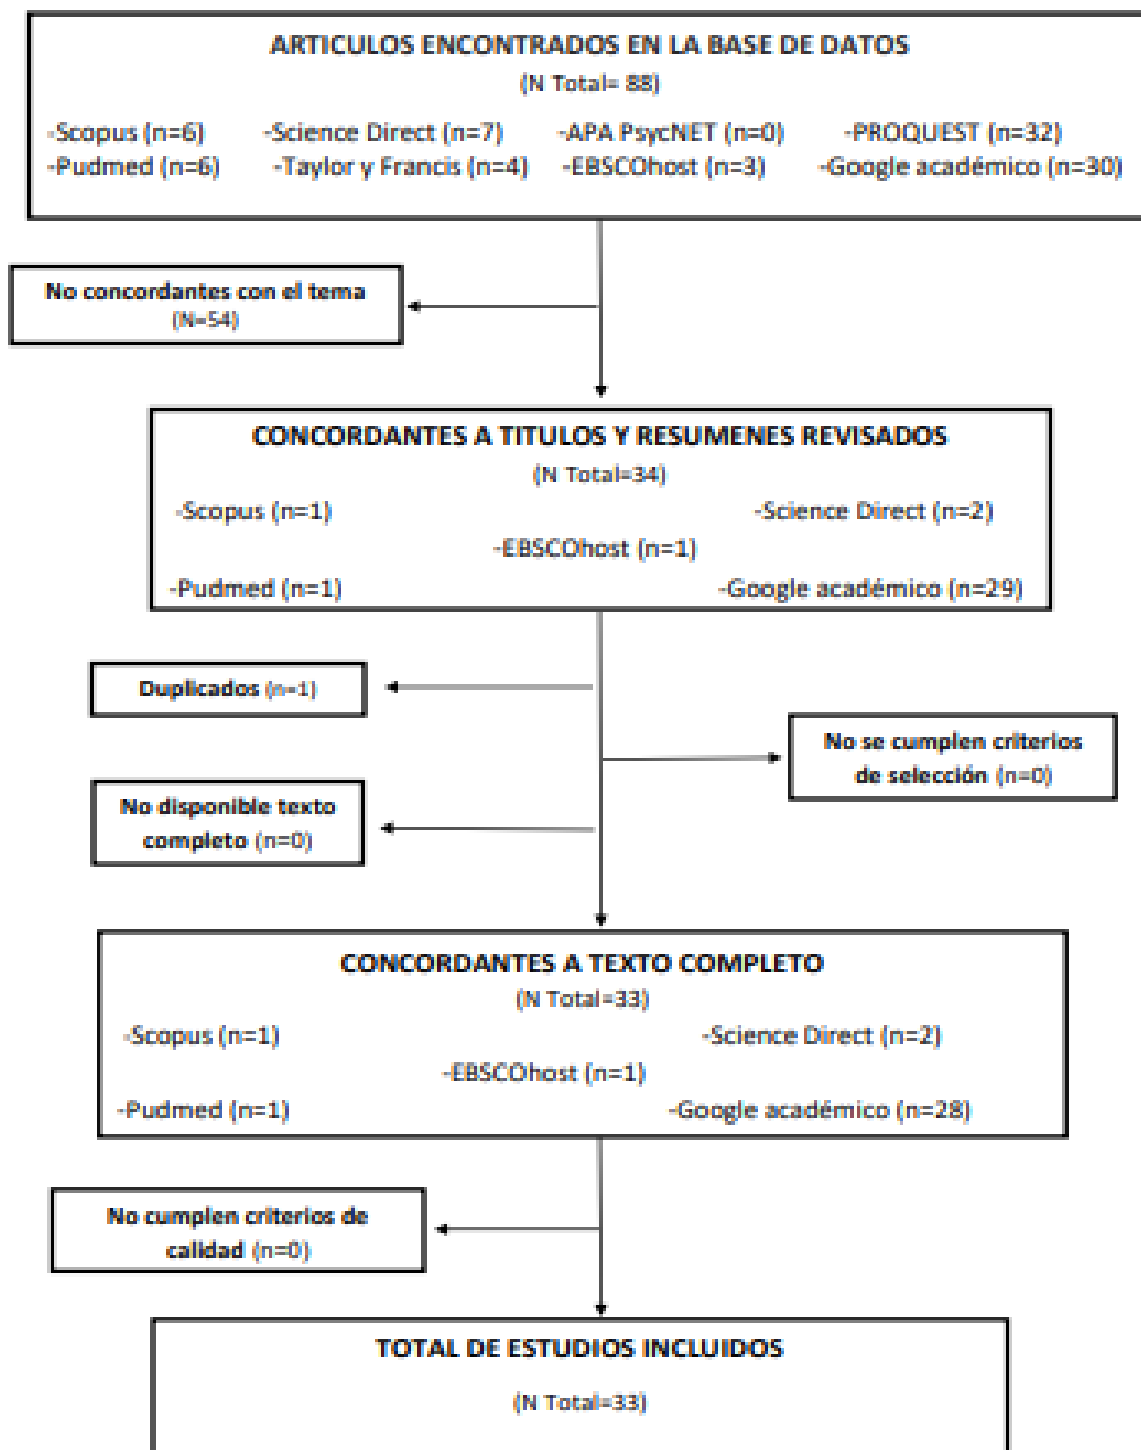 ARTICULOS ENCONTRADOS EN LA BASE DE DATOS
(N Total= 88)
-Scopus (n=6) -Science Direct (n=7) -APA PsycNET (n=0) -PROQUEST (n=32)
-Pudmed (n=6) -Taylor y Francis (n=4) -EBSCOhost (n=3) -Google académico (n=30)
No concordantes con el tema
(N=54)
CONCORDANTES A TITULOS Y RESUMENES REVISADOS
(N Total=34)
-Scopus (n=1) -Science Direct (n=2)
-EBSCOhost (n=1)
-Pudmed (n=1) -Google académico (n=29)
Duplicados (n=1)
No se cumplen criterios
de selección (n=0)
No disponible texto
completo (n=0)
CONCORDANTES A TEXTO COMPLETO
(N Total=33)
-Scopus (n=1) -Science Direct (n=2)
-EBSCOhost (n=1)
-Pudmed (n=1) -Google académico (n=28)
No cumplen criterios de
calidad (n=0)
TOTAL DE ESTUDIOS INCLUIDOS
(N Total=33)